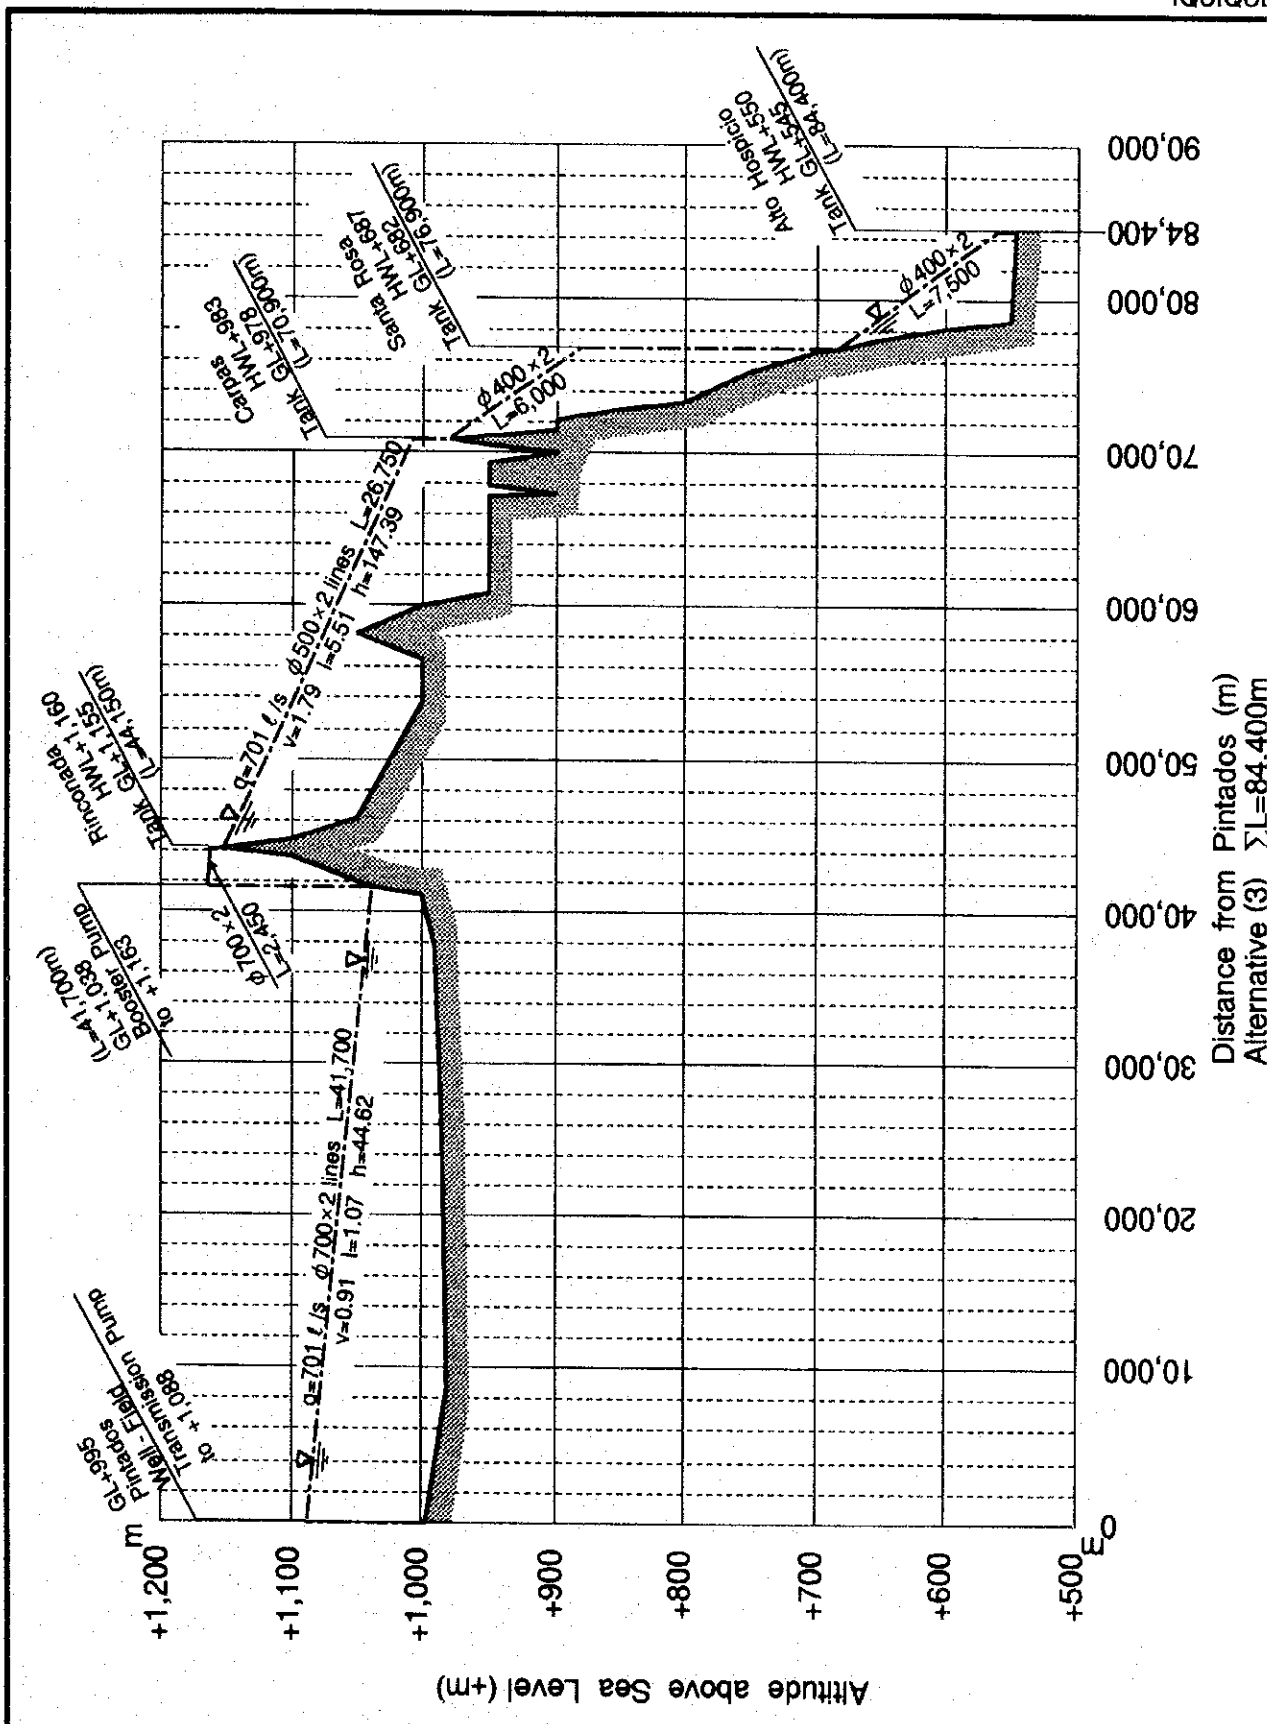 GL+995
Pintados
Well - Field
Transmission Pump
to +1,088
(L=41,700m)
GL+1,038
Booster Pump
to +1,163
Rinconada
HWL+1,160
Tank GL+1,155
(L=44,150m)
Carpas
HWL+983
Tank GL+978
(L=70,900m)
Santa Rosa
HWL+687
Tank GL+682
(L=76,900m)
Alto Hospicio
HWL+550
Tank GL+545
(L=84,400m)
q=701 ℓ/s φ700×2 lines L=41,700
v=0.91 I=1.07 h=44.62
φ700×2
L=2,450
q=701 ℓ/s φ500×2 lines L=26,750
v=1.79 I=5.51 h=147.39
φ400×2
L=6,000
φ400×2
L=7,500
m
+1,200
+1,100
+1,000
+900
+800
+700
+600
+500
Altitude above Sea Level (+m)
m
0
10,000
20,000
30,000
40,000
50,000
60,000
70,000
80,000
84,400
90,000
Distance from Pintados (m)
Alternative (3) ΣL=84.400m